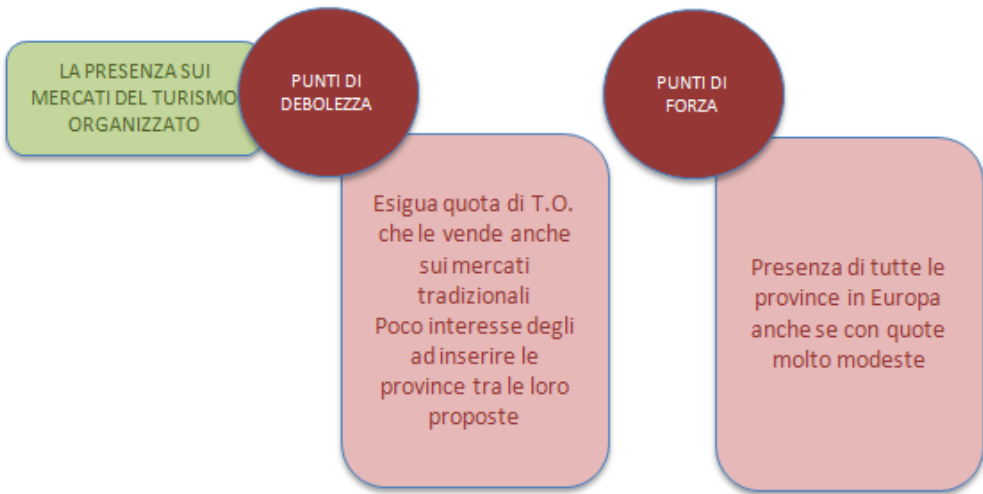 LA PRESENZA SUI
MERCATI DEL TURISMO
ORGANIZZATO
PUNTI DI
DEBOLEZZA
Esigua quota di T.O.
che le vende anche
sui mercati
tradizionali
Poco interesse degli
ad inserire le
province tra le loro
proposte
PUNTI DI
FORZA
Presenza di tutte le
province in Europa
anche se con quote
molto modeste